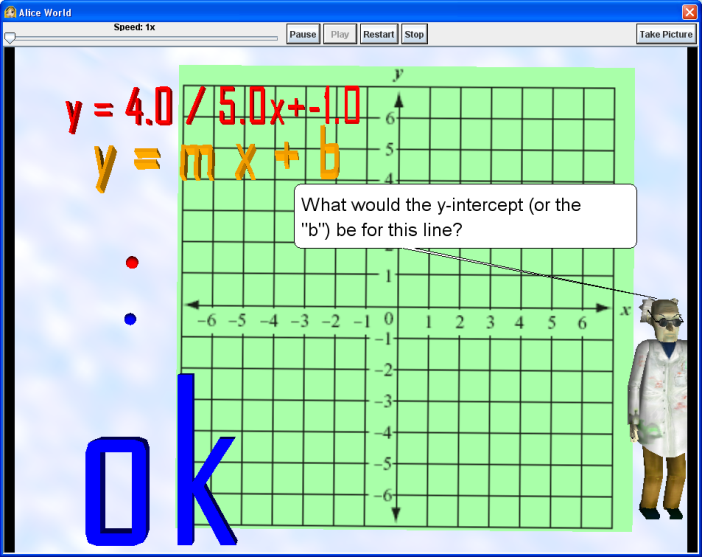 Alice World
Speed: 1x
Pause Play Restart Stop Take Picture
y
y = 4.0 / 5.0x+-1.0
6
y = m x + b
5
4
What would the y-intercept (or the
"b") be for this line?
1
x
-6 -5 -4 -3 -2 -1 0 1 2 3 4 5 6
-1
-2
-3
-4
-5
-6
ok